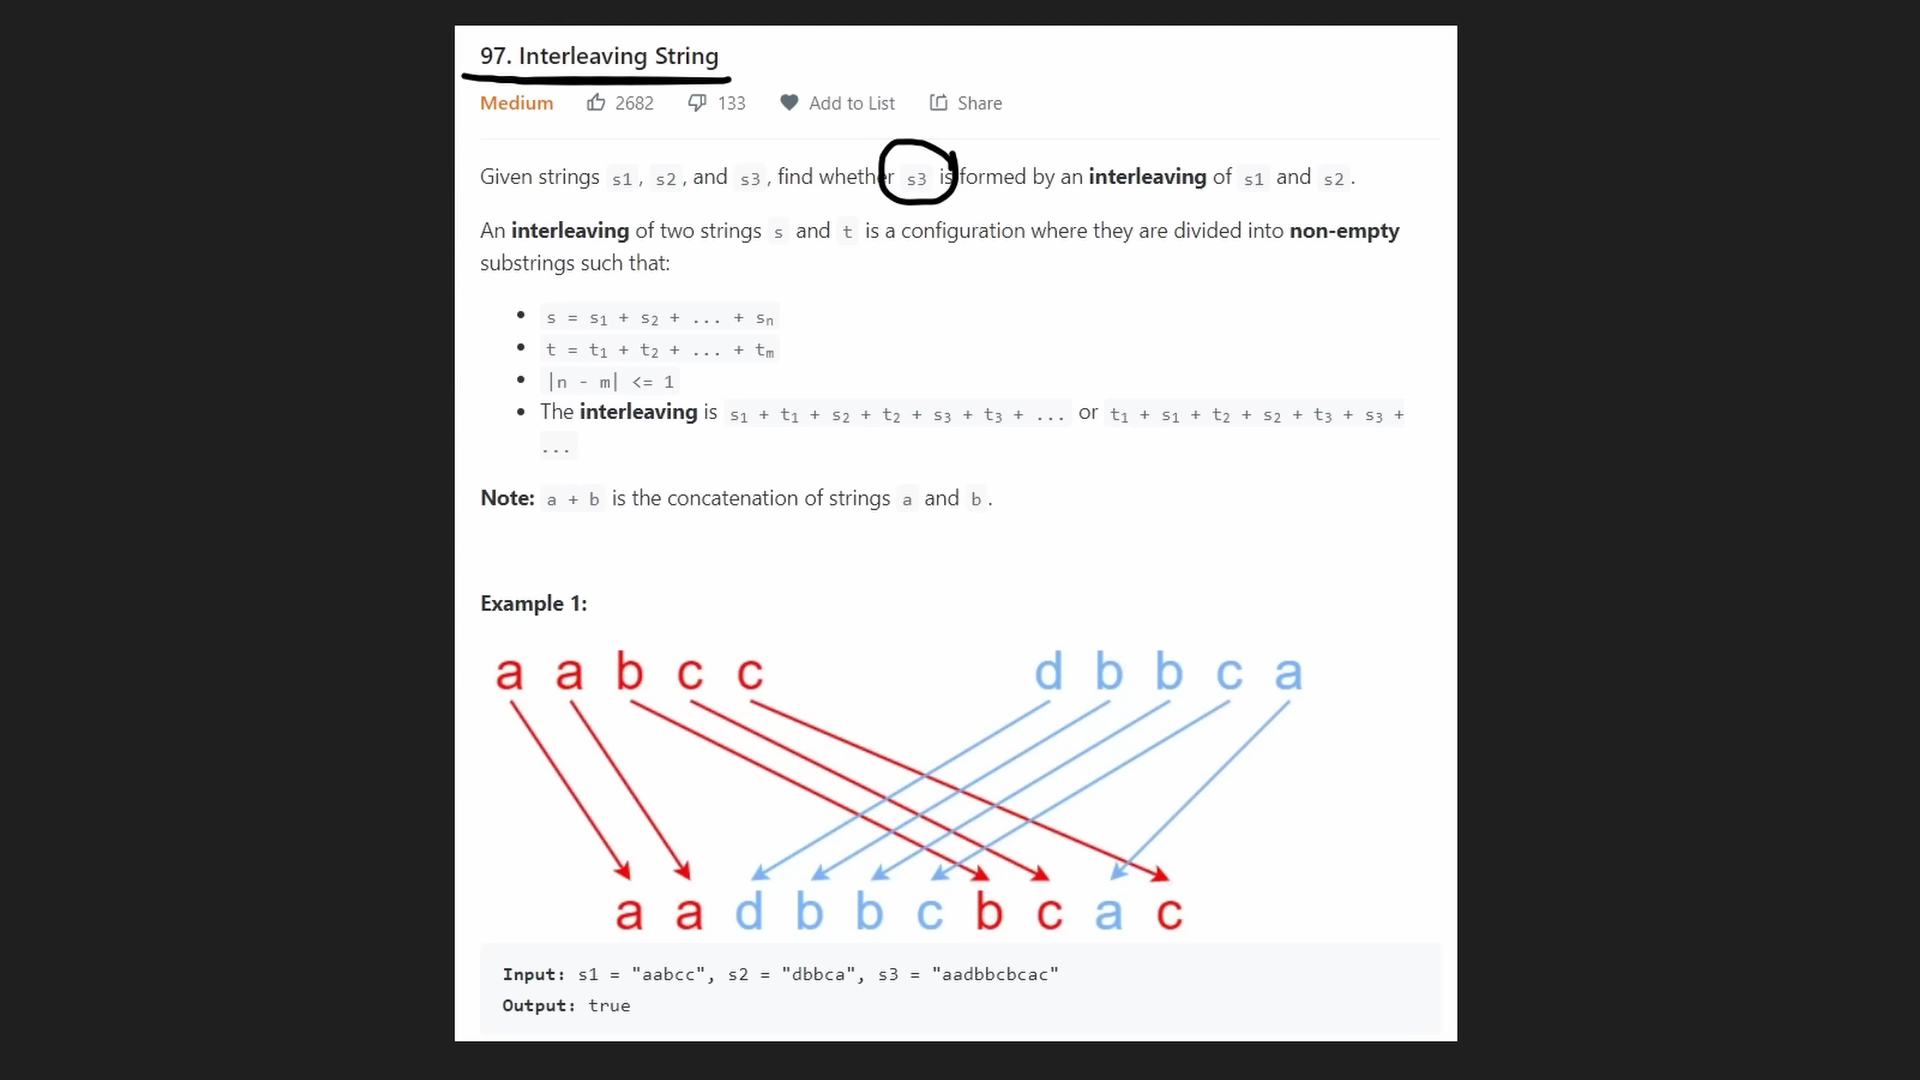 97. Interleaving String
Medium 2682 133 Add to List Share
Given strings s1, s2, and s3, find whether s3 is formed by an interleaving of s1 and s2.
An interleaving of two strings s and t is a configuration where they are divided into non-empty
substrings such that:
• s = s₁ + s₂ + ... + sₙ
• t = t₁ + t₂ + ... + tₘ
• |n - m| <= 1
• The interleaving is s₁ + t₁ + s₂ + t₂ + s₃ + t₃ + ... or t₁ + s₁ + t₂ + s₂ + t₃ + s₃ +
...
Note: a + b is the concatenation of strings a and b.
Example 1:
a a b c c d b b c a
a a d b b c b c a c
Input: s1 = "aabcc", s2 = "dbbca", s3 = "aadbbcbcac"
Output: true